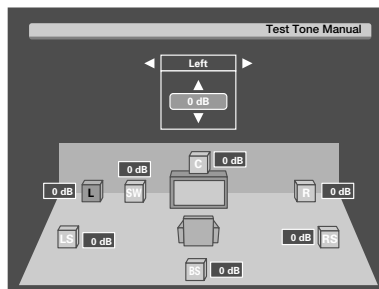 Test Tone Manual
Left
0 dB
C 0 dB
0 dB
0 dB L SW R 0 dB
LS 0 dB 0 dB RS
BS 0 dB